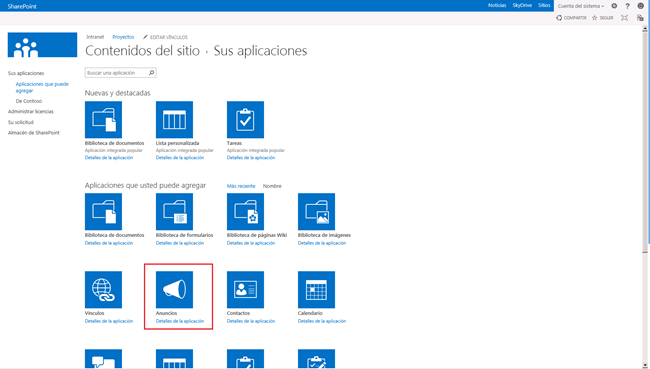 SharePoint
Noticias SkyDrive Sitios Cuenta del sistema
COMPARTIR SEGUIR
Intranet Proyectos EDITAR VÍNCULOS
Contenidos del sitio › Sus aplicaciones
Sus aplicaciones
Aplicaciones que puede
agregar
De Contoso
Administrar licencias
Su solicitud
Almacén de SharePoint
Buscar una aplicación
Nuevas y destacadas
Biblioteca de documentos Lista personalizada Tareas
Aplicación integrada popular Aplicación integrada popular Aplicación integrada popular
Detalles de la aplicación Detalles de la aplicación Detalles de la aplicación
Aplicaciones que usted puede agregar Más reciente Nombre
Biblioteca de documentos Biblioteca de formularios Biblioteca de páginas Wiki Biblioteca de imágenes
Detalles de la aplicación Detalles de la aplicación Detalles de la aplicación Detalles de la aplicación
Vínculos Anuncios Contactos Calendario
Detalles de la aplicación Detalles de la aplicación Detalles de la aplicación Detalles de la aplicación